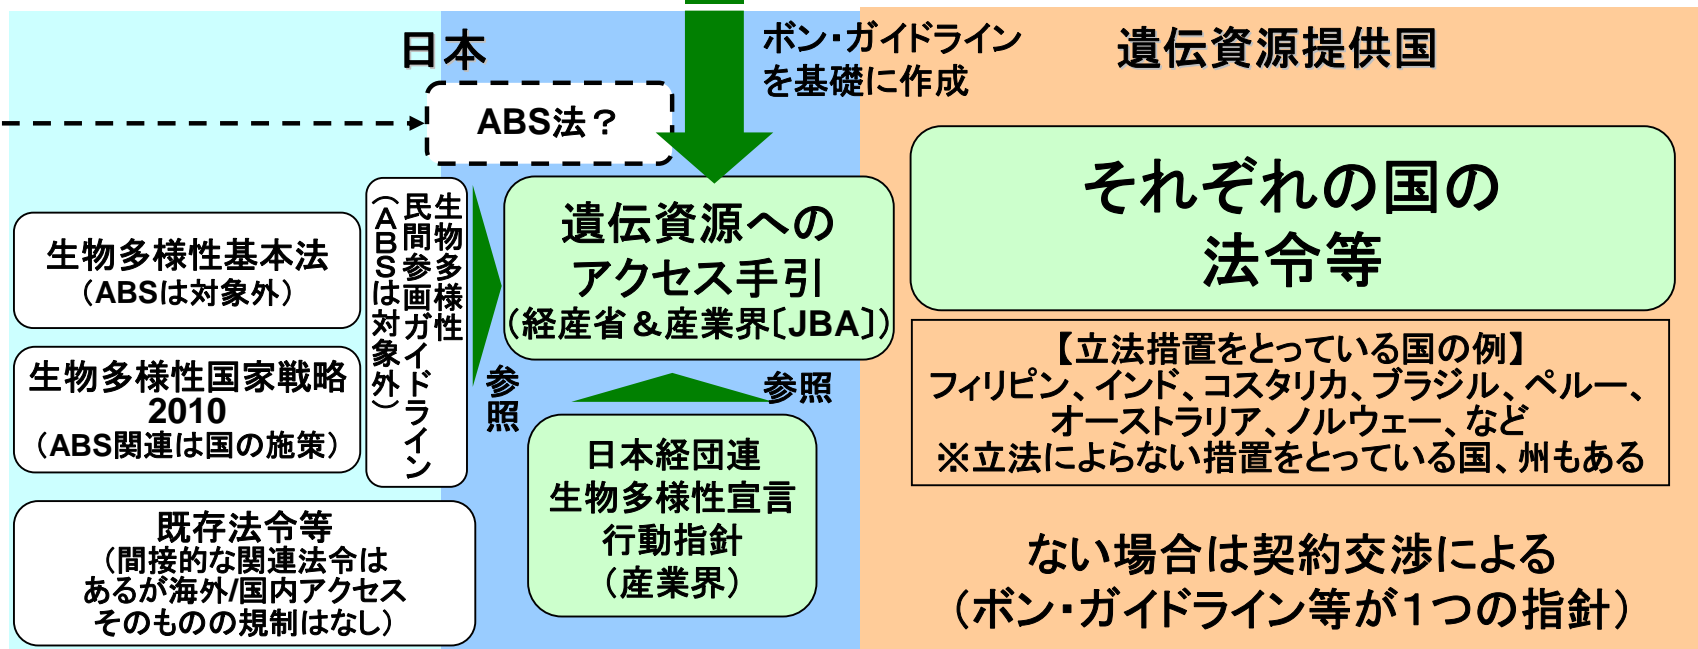 日本
ABS法？
ボン・ガイドライン
を基礎に作成
生物多様性基本法
（ABSは対象外）
生物多様性国家戦略
2010
（ABS関連は国の施策）
生物多様性
民間参画ガイドライン
（ABSは対象外）
既存法令等
（間接的な関連法令は
あるが海外/国内アクセス
そのものの規制はなし）
遺伝資源への
アクセス手引
（経産省＆産業界〔JBA〕）
参照
参照
日本経団連
生物多様性宣言
行動指針
（産業界）
遺伝資源提供国
それぞれの国の
法令等
【立法措置をとっている国の例】
フィリピン、インド、コスタリカ、ブラジル、ペルー、
オーストラリア、ノルウェー、など
※立法によらない措置をとっている国、州もある
ない場合は契約交渉による
（ボン・ガイドライン等が１つの指針）